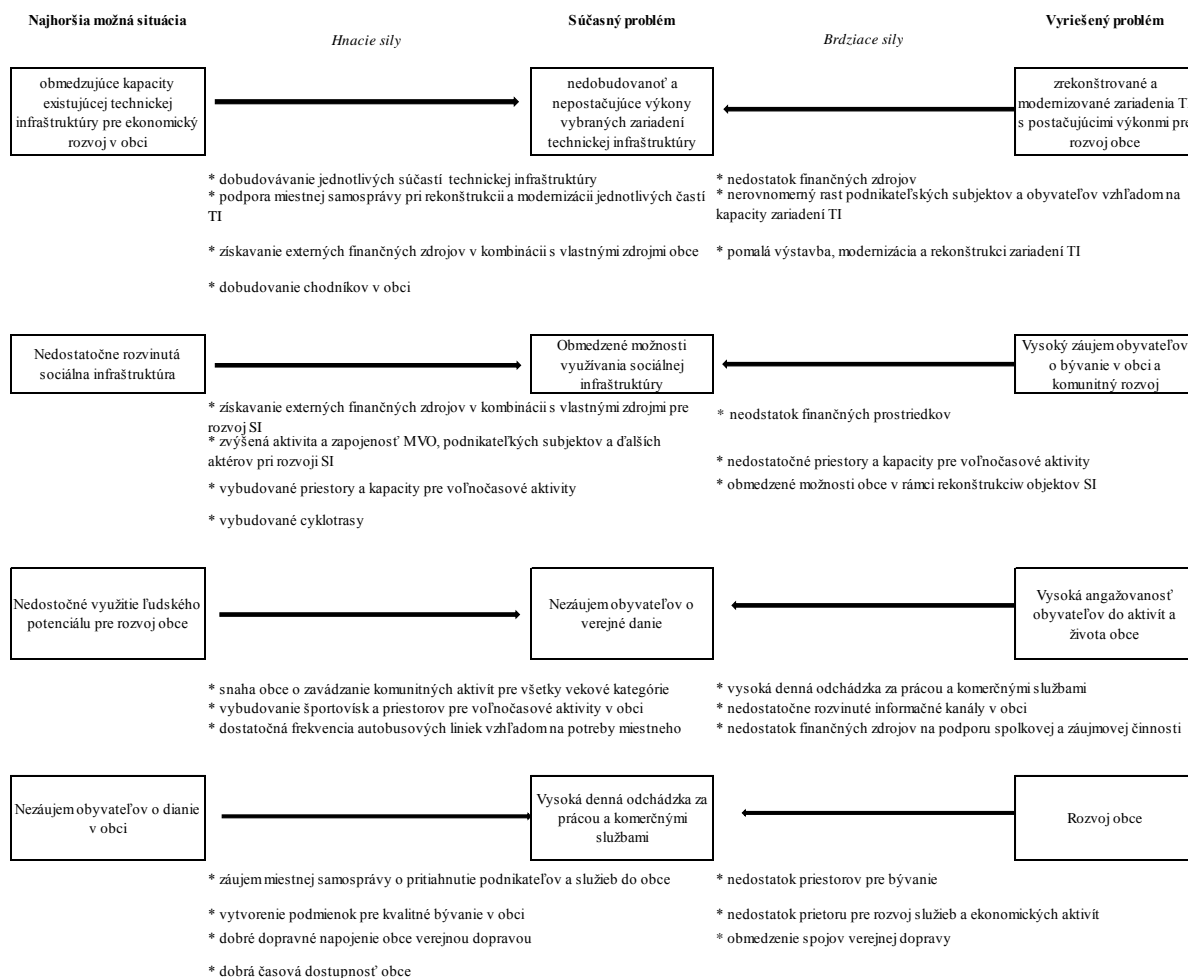 Najhoršia možná situácia
Súčasný problém
Vyriešený problém
Hnacie sily
Brdziace sily
obmedzujúce kapacity
existujúcej technickej
infraštruktúry pre ekonomický
rozvoj v obci
nedobudovanoť a
nepostačujúce výkony
vybraných zariadení
technickej infraštruktúry
zrekonštrované a
modernizované zariadenia TI
s postačujúcimi výkonmi pre
rozvoj obce
* dobudovávanie jednotlivých súčastí technickej infraštruktúry
* podpora miestnej samosprávy pri rekonštrukcii a modernizácii jednotlivých častí
TI
* získavanie externých finančných zdrojov v kombinácii s vlastnými zdrojmi obce
* dobudovanie chodníkov v obci
* nedostatok finančných zdrojov
* nerovnomerný rast podnikateľských subjektov a obyvateľov vzhľadom na
kapacity zariadení TI
* pomalá výstavba, modernizácia a rekonštrukci zariadení TI
Nedostatočne rozvinutá
sociálna infraštruktúra
Obmedzené možnosti
využívania sociálnej
infraštruktúry
Vysoký záujem obyvateľov
o bývanie v obci a
komunitný rozvoj
* získavanie externých finančných zdrojov v kombinácii s vlastnými zdrojmi pre
rozvoj SI
* zvýšená aktivita a zapojenosť MVO, podnikateľkých subjektov a ďalších
aktérov pri rozvoji SI
* vybudované priestory a kapacity pre voľnočasové aktivity
* vybudované cyklotrasy
* neodstatok finančných prostriedkov
* nedostatočné priestory a kapacity pre voľnočasové aktivity
* obmedzené možnosti obce v rámci rekonštrukciw objektov SI
Nedostočné využitie ľudského
potenciálu pre rozvoj obce
Nezáujem obyvateľov o
verejné danie
Vysoká angažovanosť
obyvateľov do aktivít a
života obce
* snaha obce o zavádzanie komunitných aktivít pre všetky vekové kategórie
* vybudovanie športovísk a priestorov pre voľnočasové aktivity v obci
* dostatočná frekvencia autobusových liniek vzhľadom na potreby miestneho
* vysoká denná odchádzka za prácou a komerčnými službami
* nedostatočne rozvinuté informačné kanály v obci
* nedostatok finančných zdrojov na podporu spolkovej a záujmovej činnosti
Nezáujem obyvateľov o dianie
v obci
Vysoká denná odchádzka za
prácou a komerčnými
službami
Rozvoj obce
* záujem miestnej samosprávy o pritiahnutie podnikateľov a služieb do obce
* vytvorenie podmienok pre kvalitné bývanie v obci
* dobré dopravné napojenie obce verejnou dopravou
* dobrá časová dostupnosť obce
* nedostatok priestorov pre bývanie
* nedostatok prietoru pre rozvoj služieb a ekonomických aktivít
* obmedzenie spojov verejnej dopravy